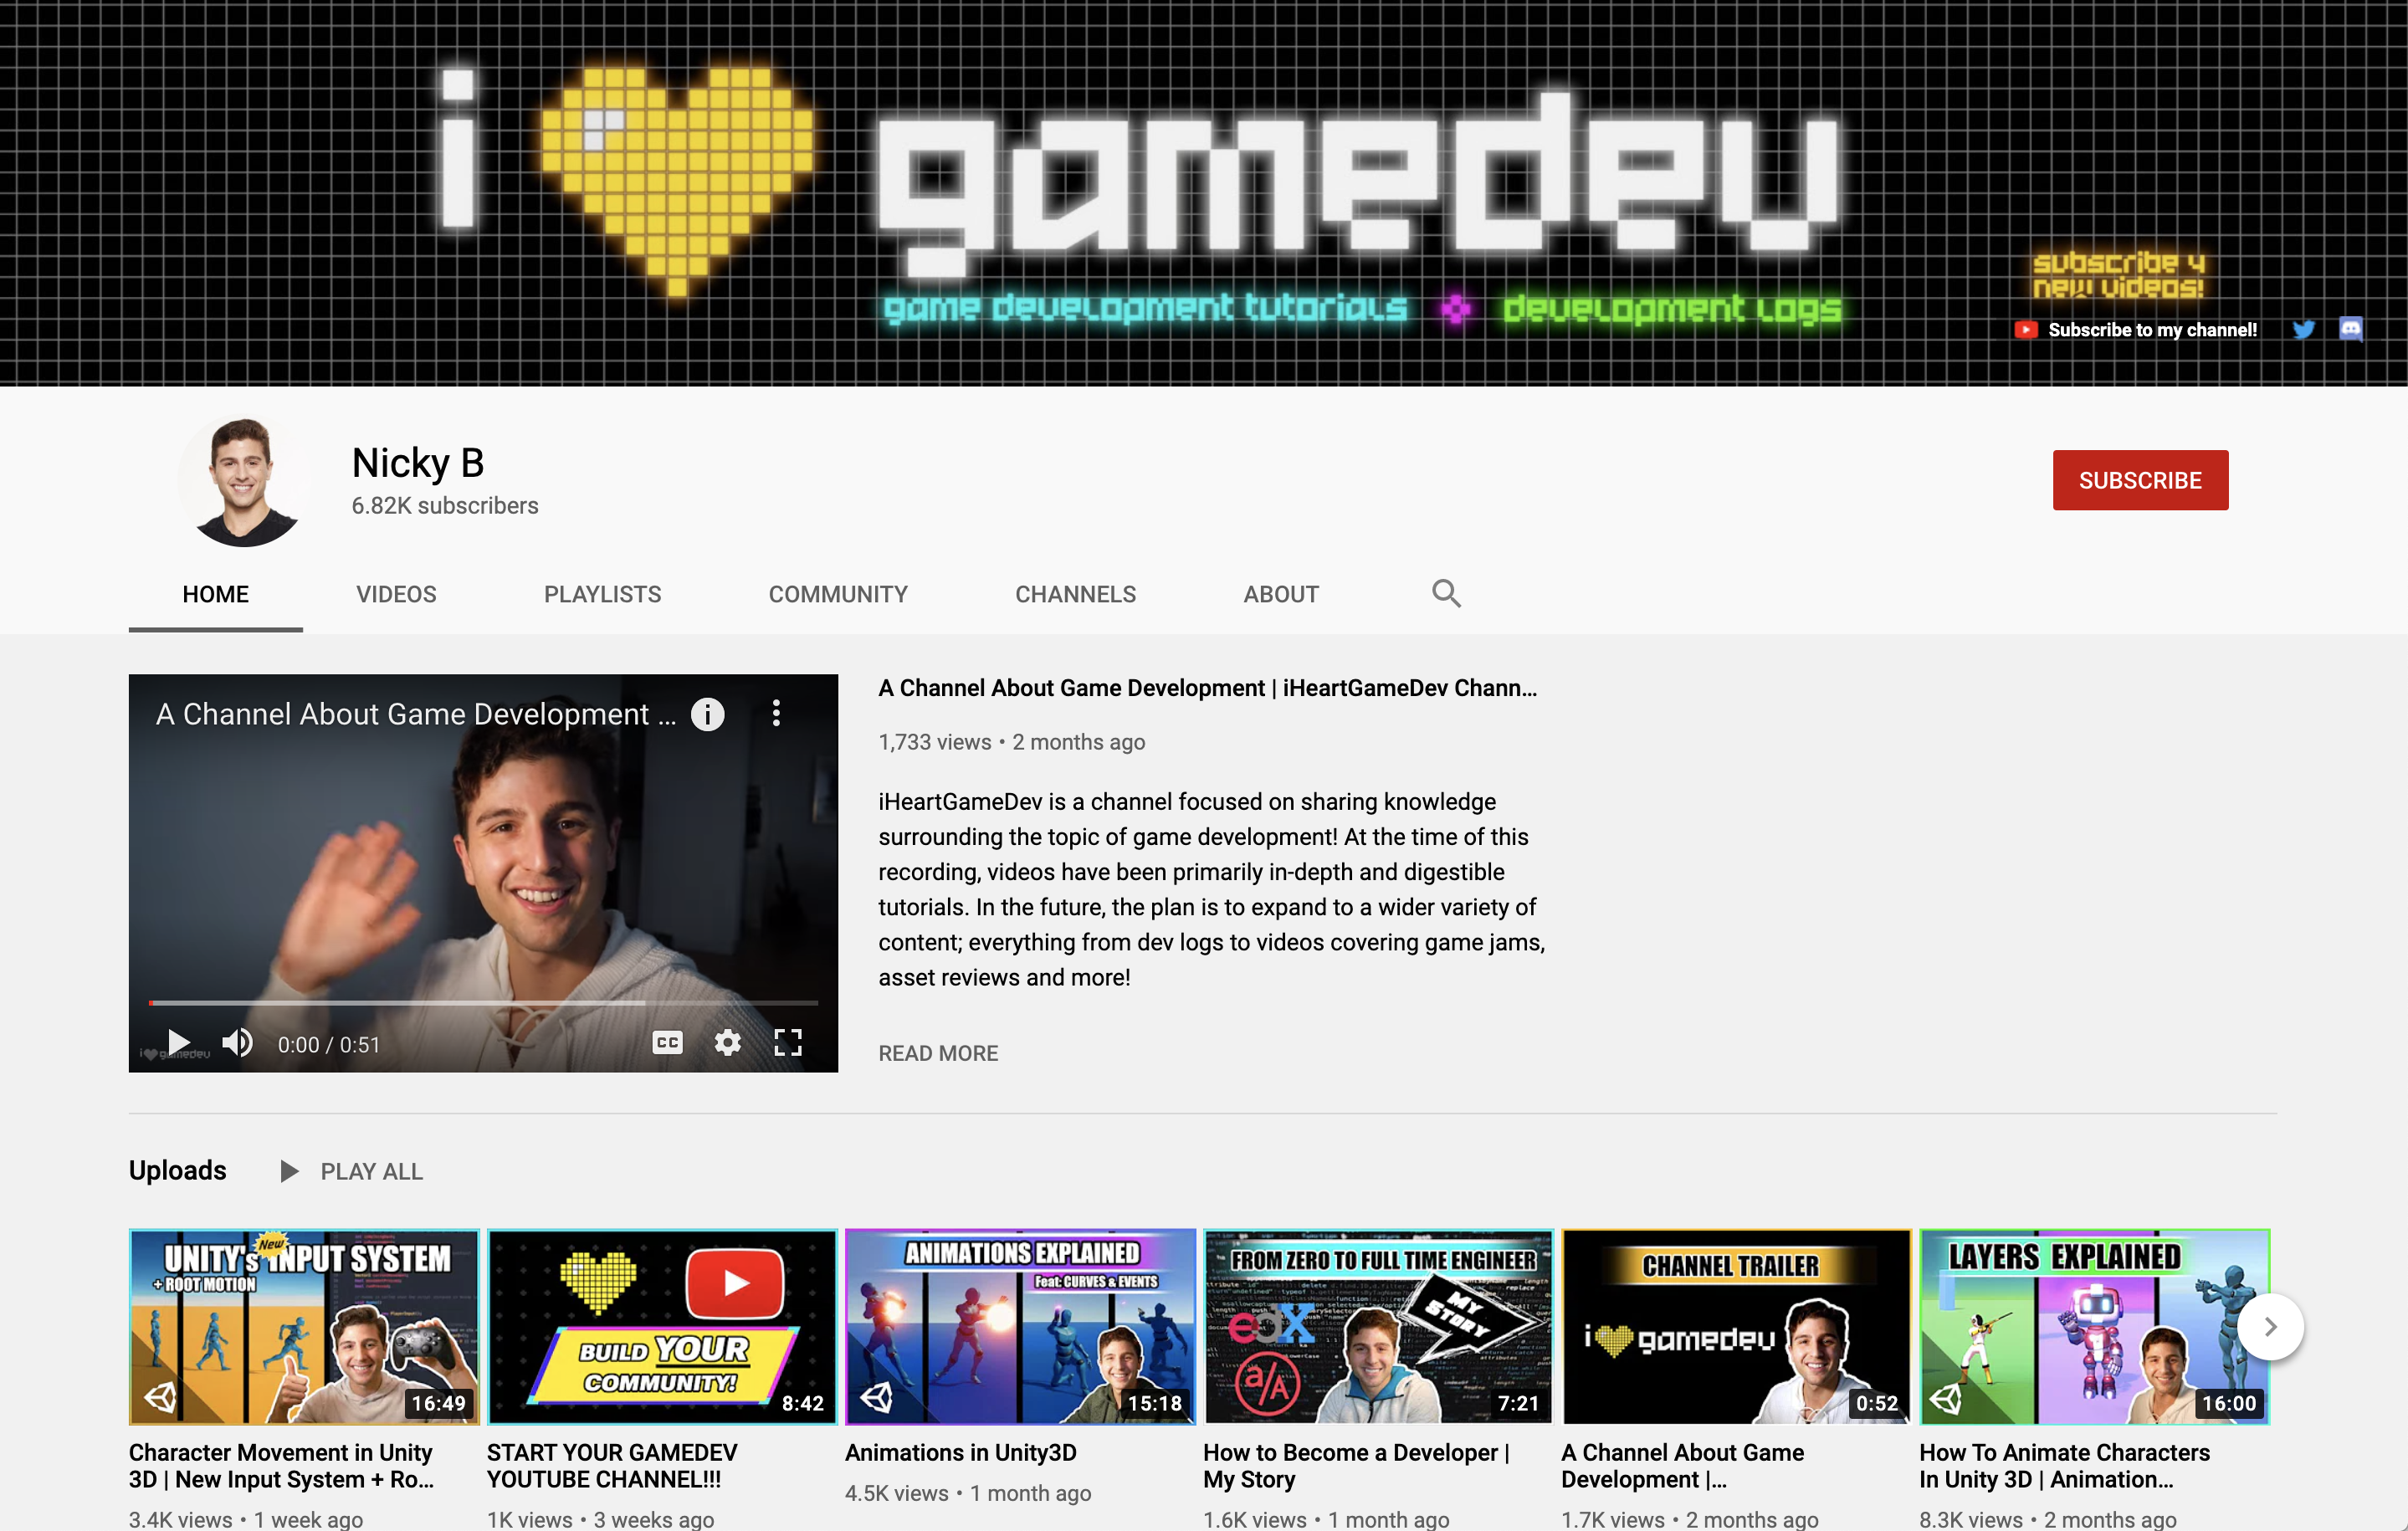 i gamedev
game development tutorials development logs
subscribe 4
new videos!
Subscribe to my channel!
Nicky B
6.82K subscribers
SUBSCRIBE
HOME VIDEOS PLAYLISTS COMMUNITY CHANNELS ABOUT
A Channel About Game Development ...
0:00 / 0:51
CC
i gamedev
A Channel About Game Development | iHeartGameDev Chann...
1,733 views • 2 months ago
iHeartGameDev is a channel focused on sharing knowledge
surrounding the topic of game development! At the time of this
recording, videos have been primarily in-depth and digestible
tutorials. In the future, the plan is to expand to a wider variety of
content; everything from dev logs to videos covering game jams,
asset reviews and more!
READ MORE
Uploads PLAY ALL
New
UNITY's INPUT SYSTEM
+ ROOT MOTION
16:49
Character Movement in Unity
3D | New Input System + Ro...
3.4K views • 1 week ago
BUILD YOUR
COMMUNITY!
8:42
START YOUR GAMEDEV
YOUTUBE CHANNEL!!!
1K views • 3 weeks ago
ANIMATIONS EXPLAINED
Feat: CURVES & EVENTS
15:18
Animations in Unity3D
4.5K views • 1 month ago
FROM ZERO TO FULL TIME ENGINEER
MY
STORY
edX
a/A
7:21
How to Become a Developer |
My Story
1.6K views • 1 month ago
CHANNEL TRAILER
i gamedev
0:52
A Channel About Game
Development |...
1.7K views • 2 months ago
LAYERS EXPLAINED
16:00
How To Animate Characters
In Unity 3D | Animation...
8.3K views • 2 months ago